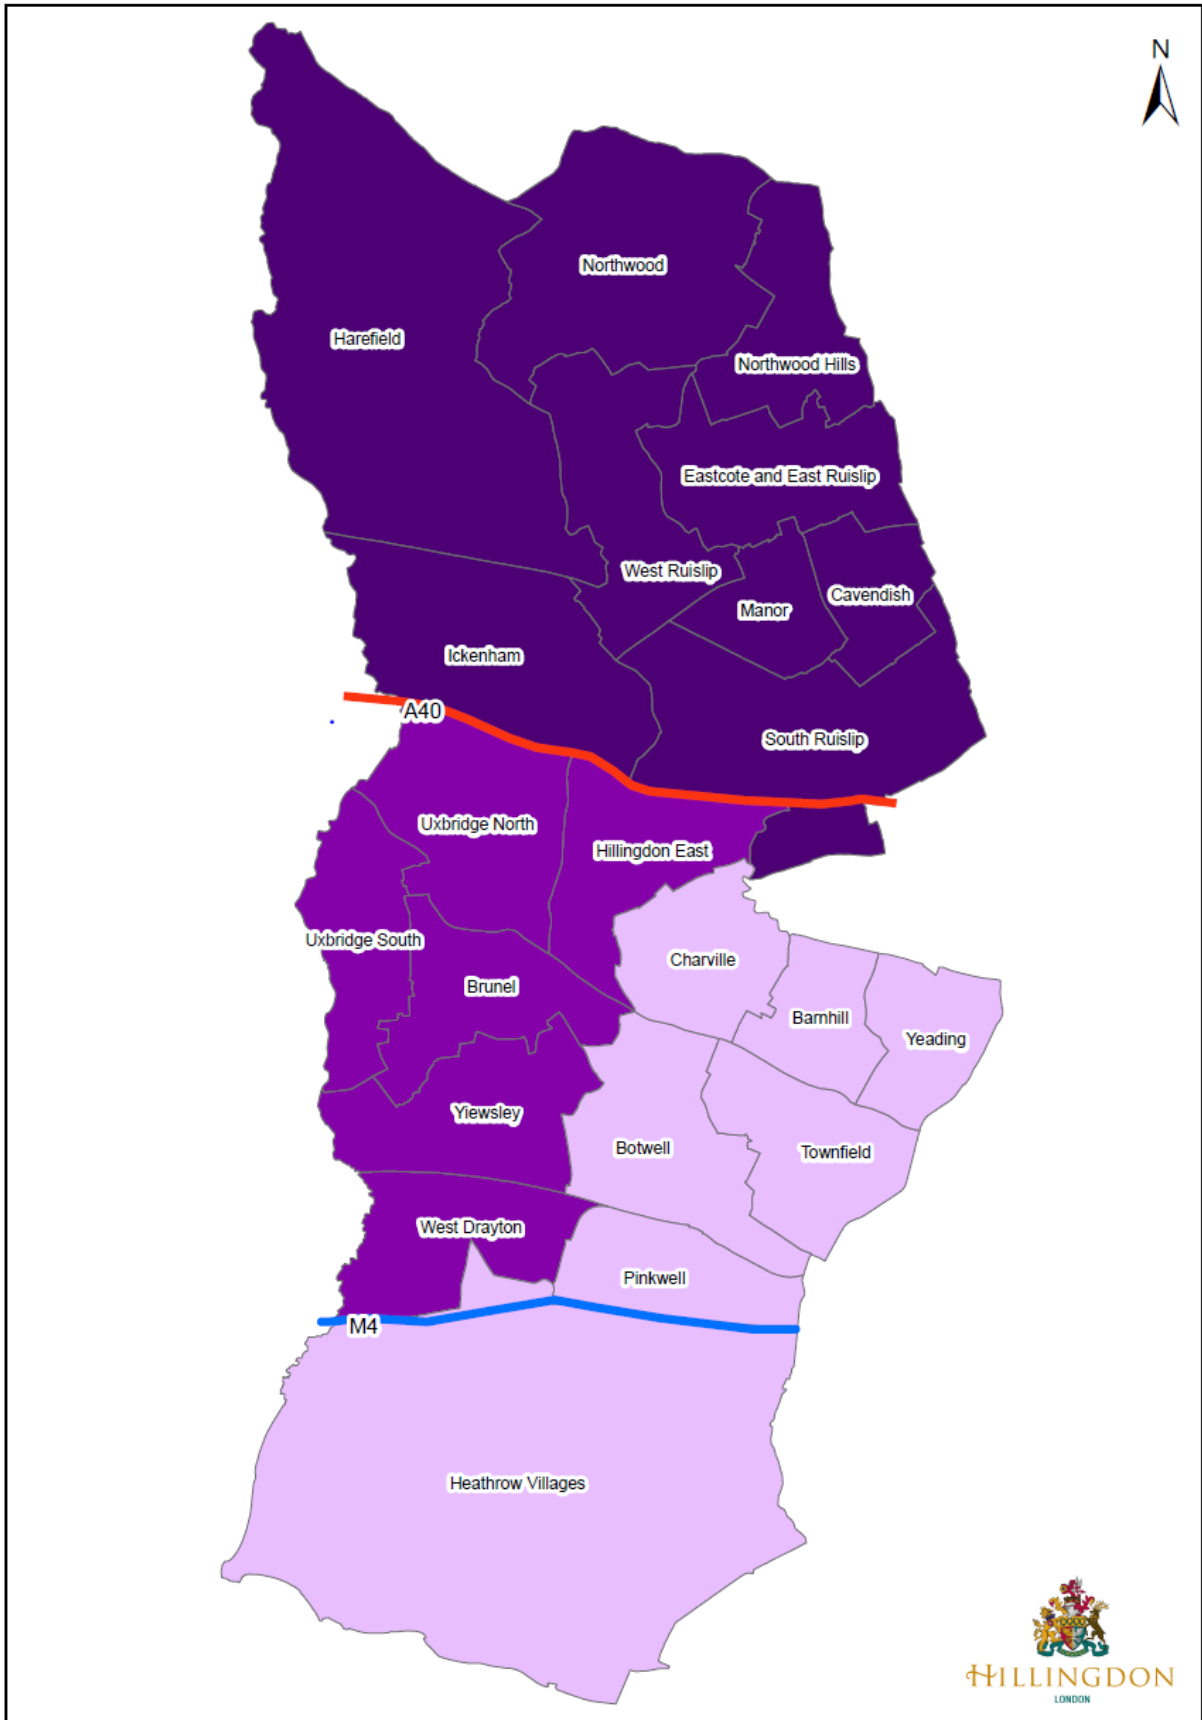 N
Northwood
Harefield
Northwood Hills
Eastcote and East Ruislip
West Ruislip
Cavendish
Manor
Ickenham
A40
South Ruislip
Uxbridge North
Hillingdon East
Uxbridge South
Charville
Brunel
Barnhill
Yeading
Yiewsley
Botwell
Townfield
West Drayton
Pinkwell
M4
Heathrow Villages
HILLINGDON
LONDON